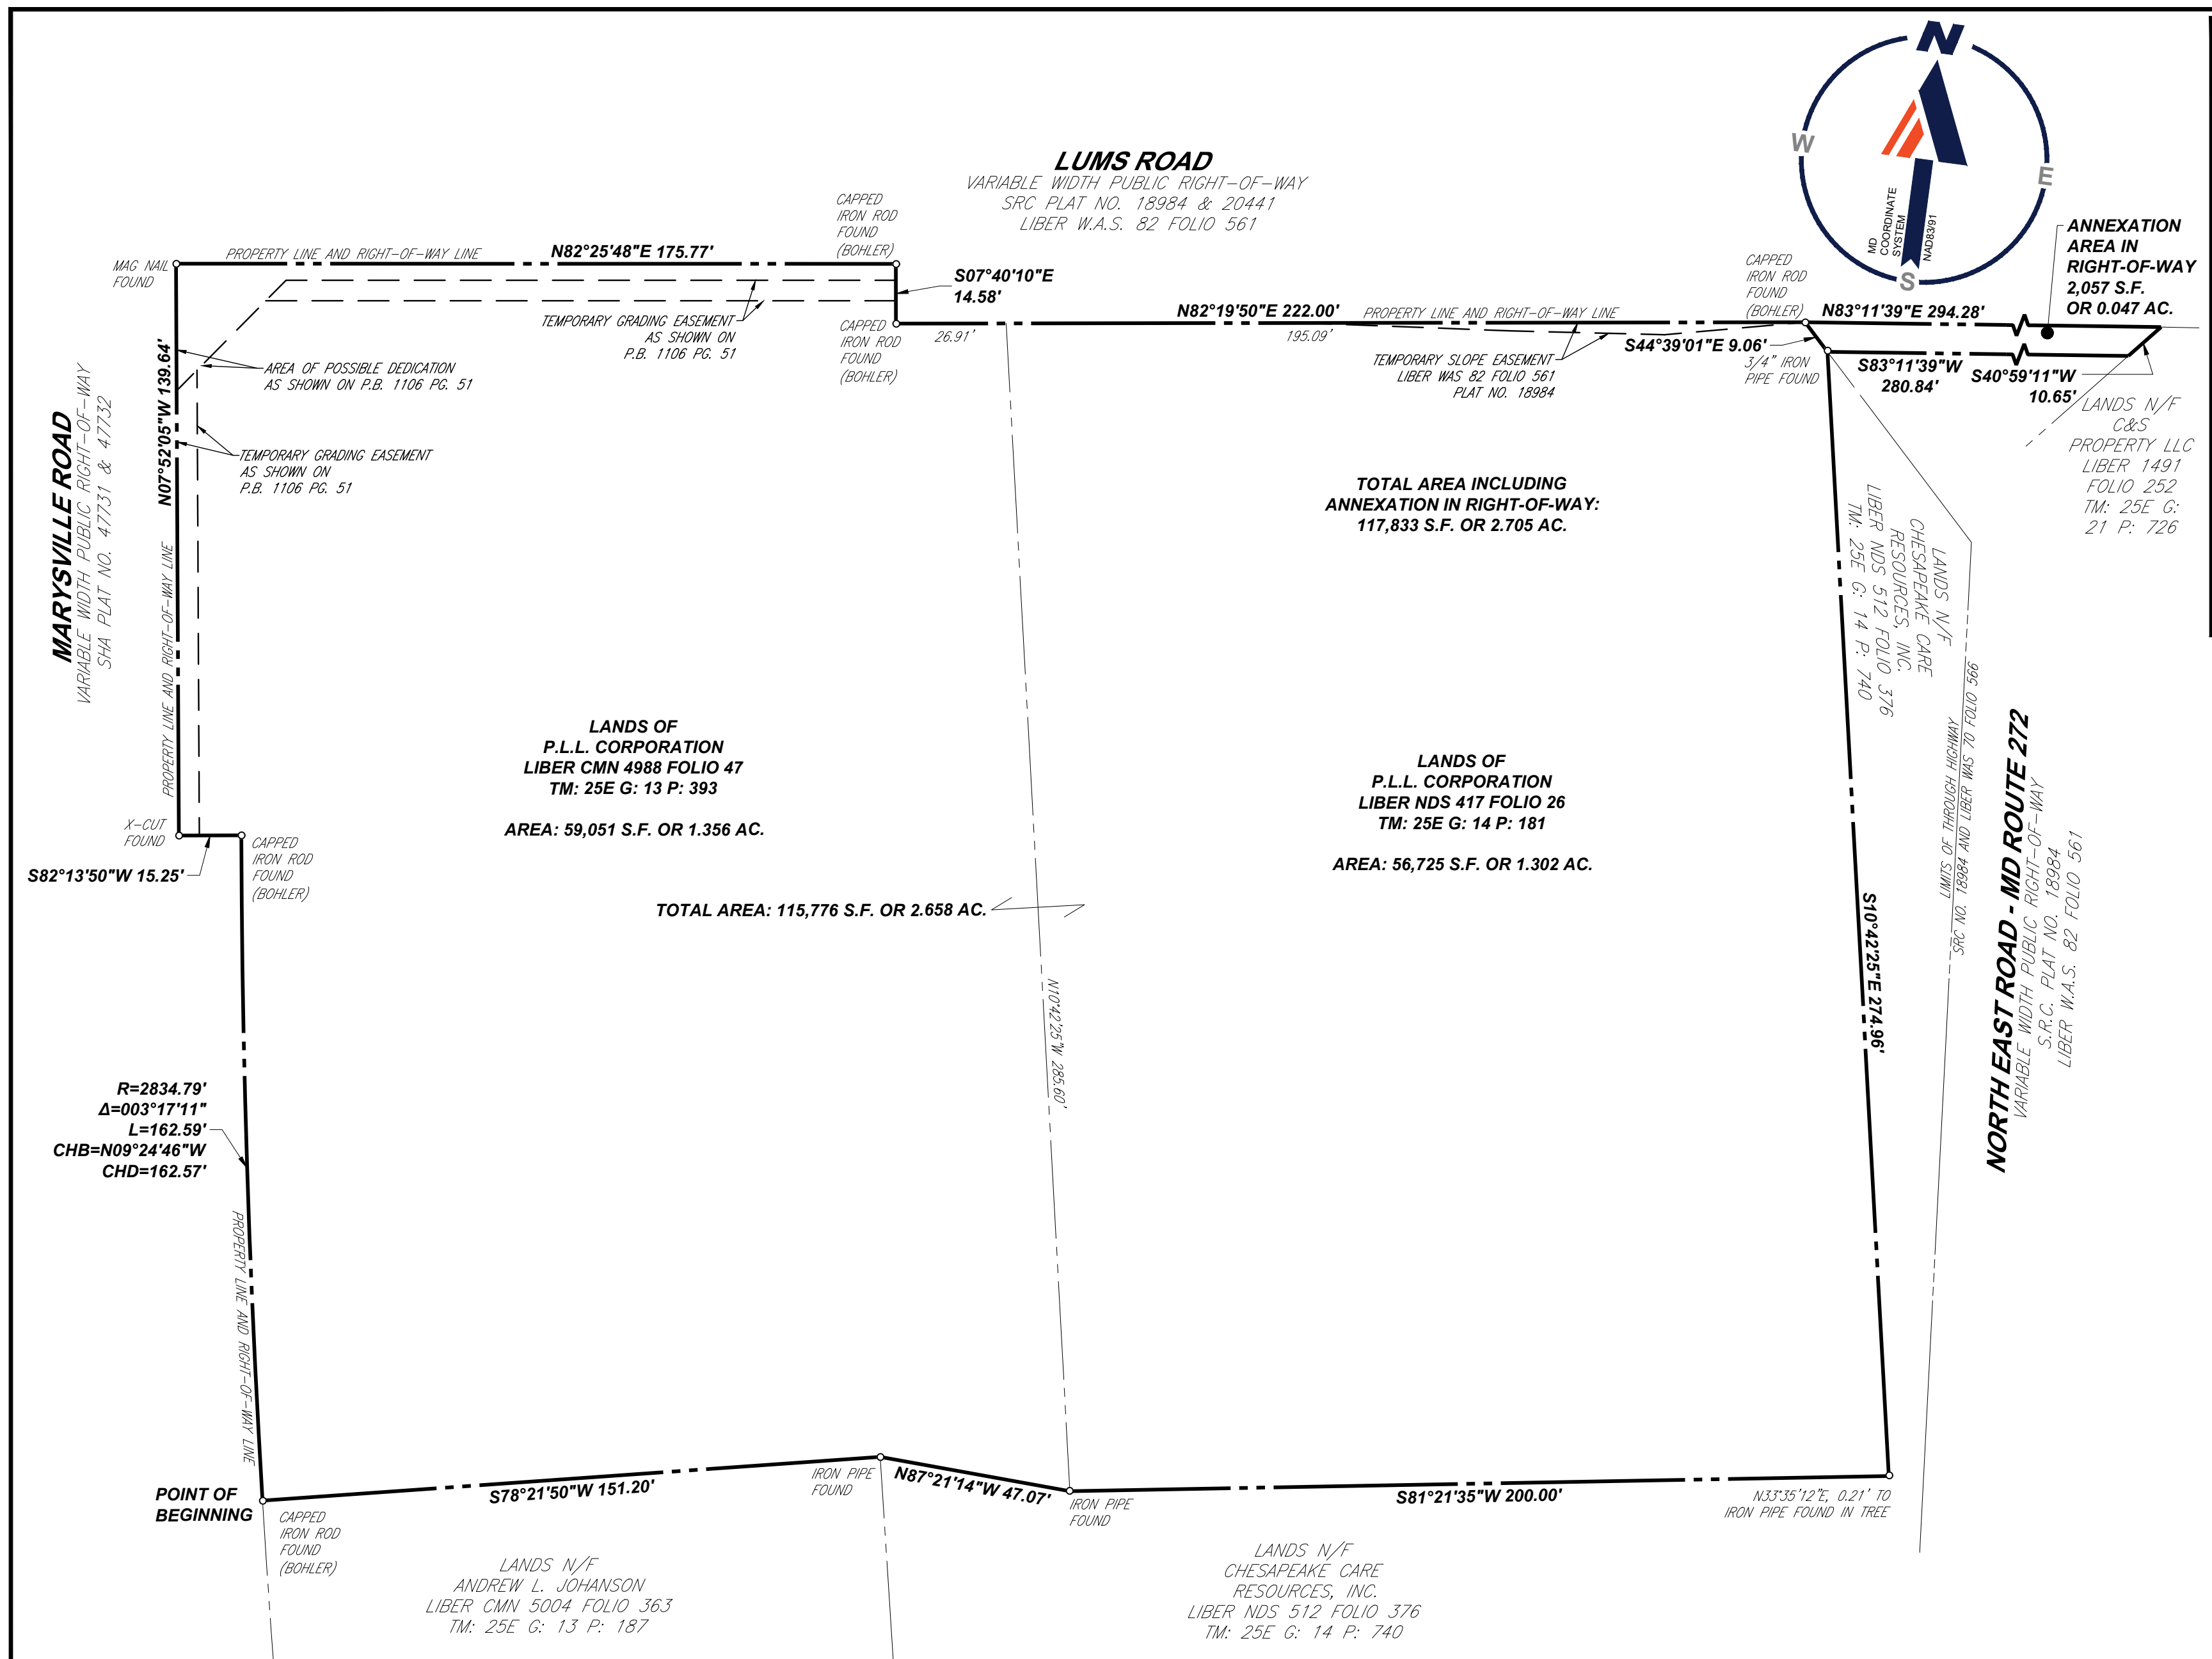 N
W
E
S
MD
COORDINATE
SYSTEM
NAD83/91
LUMS ROAD
VARIABLE WIDTH PUBLIC RIGHT-OF-WAY
SRC PLAT NO. 18984 & 20441
LIBER W.A.S. 82 FOLIO 561
ANNEXATION
AREA IN
RIGHT-OF-WAY
2,057 S.F.
OR 0.047 AC.
MAG NAIL
FOUND
PROPERTY LINE AND RIGHT-OF-WAY LINE
N82°25'48"E 175.77'
CAPPED
IRON ROD
FOUND
(BOHLER)
S07°40'10"E
14.58'
CAPPED
IRON ROD
FOUND
(BOHLER)
26.91'
N82°19'50"E 222.00'
PROPERTY LINE AND RIGHT-OF-WAY LINE
195.09'
CAPPED
IRON ROD
FOUND
(BOHLER)
N83°11'39"E 294.28'
TEMPORARY GRADING EASEMENT
AS SHOWN ON
P.B. 1106 PG. 51
TEMPORARY SLOPE EASEMENT
LIBER WAS 82 FOLIO 561
PLAT NO. 18984
S44°39'01"E 9.06'
3/4" IRON
PIPE FOUND
S83°11'39"W
280.84'
S40°59'11"W
10.65'
LANDS N/F
C&S
PROPERTY LLC
LIBER 1491
FOLIO 252
TM: 25E G:
21 P: 726
AREA OF POSSIBLE DEDICATION
AS SHOWN ON P.B. 1106 PG. 51
TEMPORARY GRADING EASEMENT
AS SHOWN ON
P.B. 1106 PG. 51
MARYSVILLE ROAD
VARIABLE WIDTH PUBLIC RIGHT-OF-WAY
SHA PLAT NO. 47731 & 47732
N07°52'05"W 139.64'
PROPERTY LINE AND RIGHT-OF-WAY LINE
TOTAL AREA INCLUDING
ANNEXATION IN RIGHT-OF-WAY:
117,833 S.F. OR 2.705 AC.
LANDS N/F
CHESAPEAKE CARE
RESOURCES, INC.
LIBER NDS 512 FOLIO 376
TM: 25E G: 14 P: 740
LANDS OF
P.L.L. CORPORATION
LIBER CMN 4988 FOLIO 47
TM: 25E G: 13 P: 393
AREA: 59,051 S.F. OR 1.356 AC.
LANDS OF
P.L.L. CORPORATION
LIBER NDS 417 FOLIO 26
TM: 25E G: 14 P: 181
AREA: 56,725 S.F. OR 1.302 AC.
TOTAL AREA: 115,776 S.F. OR 2.658 AC.
X-CUT
FOUND
CAPPED
IRON ROD
FOUND
(BOHLER)
S82°13'50"W 15.25'
N10°42'25"W 285.60'
S10°42'25"E 274.96'
LIMITS OF THROUGH HIGHWAY
SRC NO. 18984 AND LIBER WAS 70 FOLIO 566
NORTH EAST ROAD - MD ROUTE 272
VARIABLE WIDTH PUBLIC RIGHT-OF-WAY
S.R.C. PLAT NO. 18984
LIBER W.A.S. 82 FOLIO 561
R=2834.79'
Δ=003°17'11"
L=162.59'
CHB=N09°24'46"W
CHD=162.57'
PROPERTY LINE AND RIGHT-OF-WAY LINE
POINT OF
BEGINNING
CAPPED
IRON ROD
FOUND
(BOHLER)
S78°21'50"W 151.20'
IRON PIPE
FOUND
N87°21'14"W 47.07'
IRON PIPE
FOUND
S81°21'35"W 200.00'
N33°35'12"E, 0.21' TO
IRON PIPE FOUND IN TREE
LANDS N/F
ANDREW L. JOHANSON
LIBER CMN 5004 FOLIO 363
TM: 25E G: 13 P: 187
LANDS N/F
CHESAPEAKE CARE
RESOURCES, INC.
LIBER NDS 512 FOLIO 376
TM: 25E G: 14 P: 740